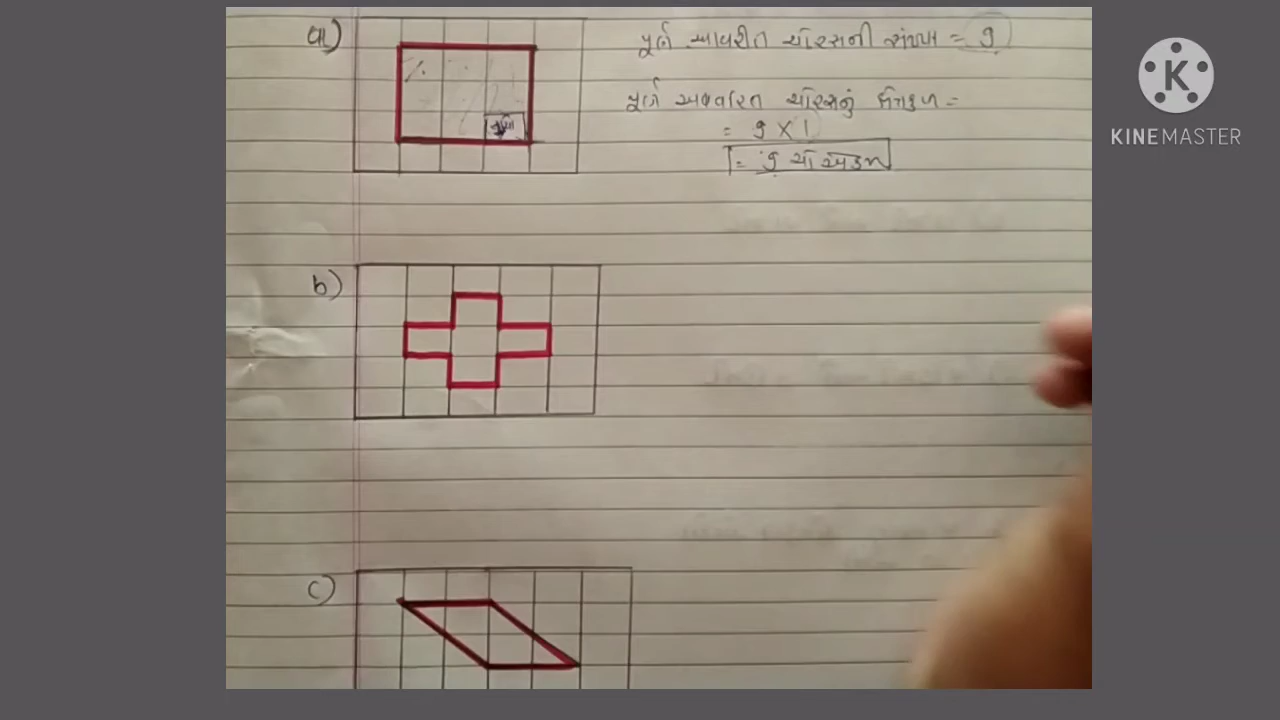 a)
પૂર્ણ આવરીત ચોરસની સંખ્યા = 9
પૂર્ણ આવરિત ચોરસનું ક્ષેત્રફળ =
= 9 X 1
= 9 ચો એકમ
b)
c)
K
KINEMASTER